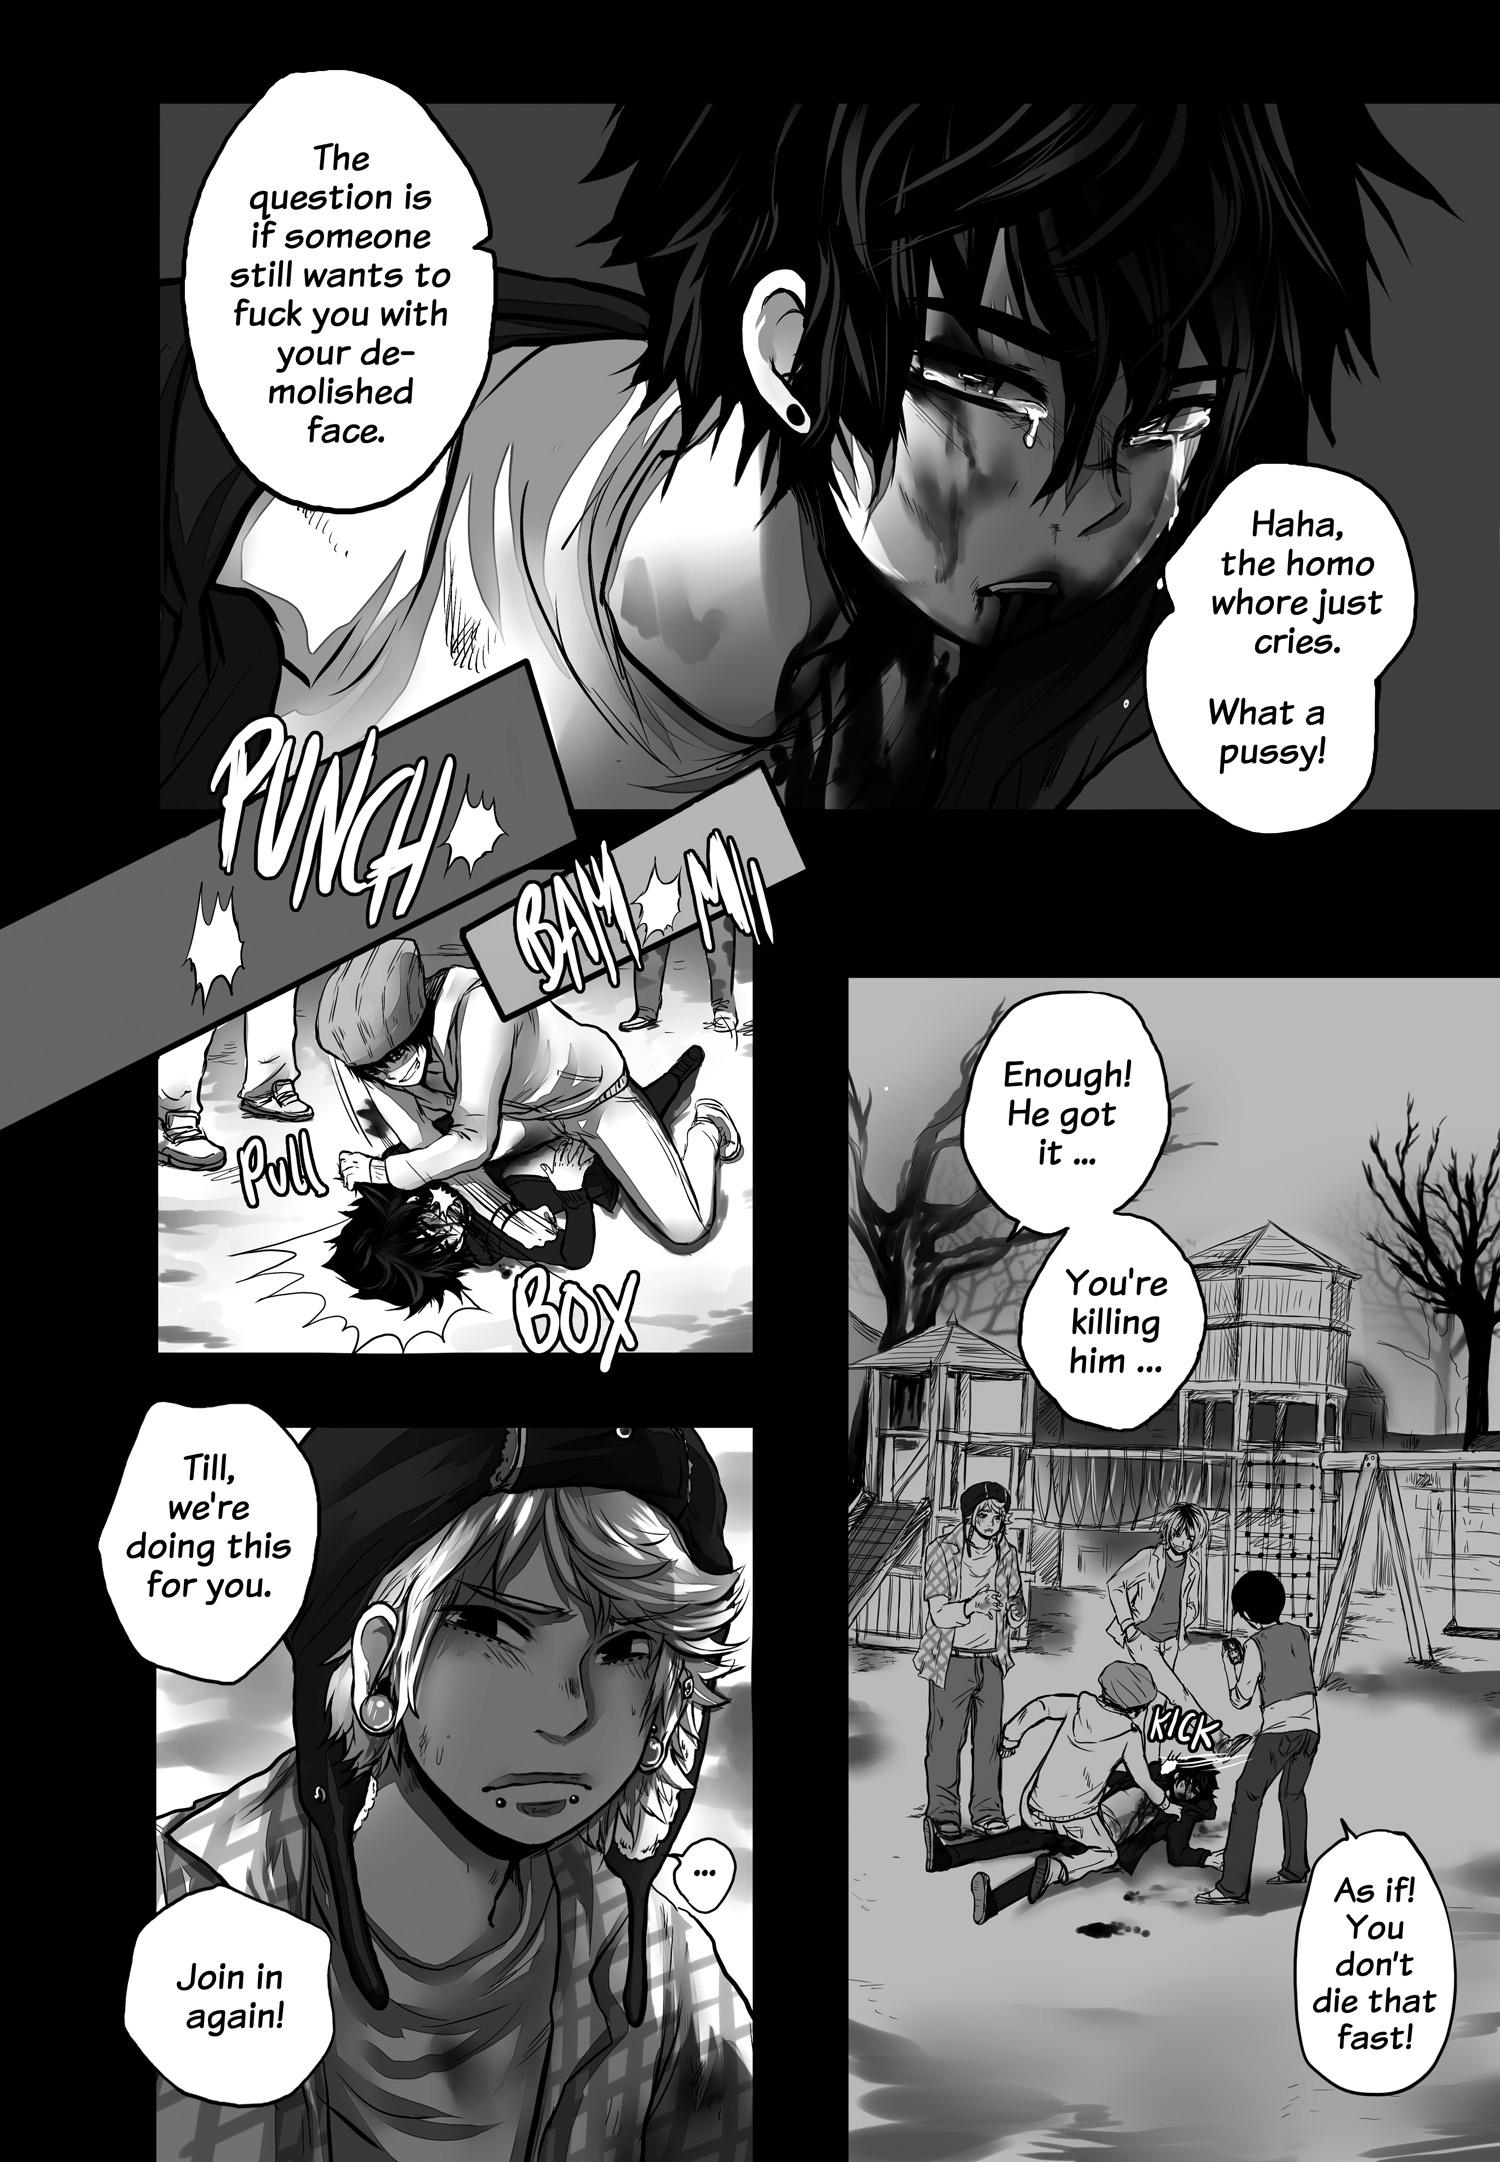 The
question is
if someone
still wants to
fuck you with
your de-
molished
face.
Haha,
the homo
whore just
cries.
What a
pussy!
PUNCH
BAM
Pull
BOX
Enough!
He got
it ...
You're
killing
him ...
KICK
As if!
You
don't
die that
fast!
Till,
we're
doing this
for you.
...
Join in
again!